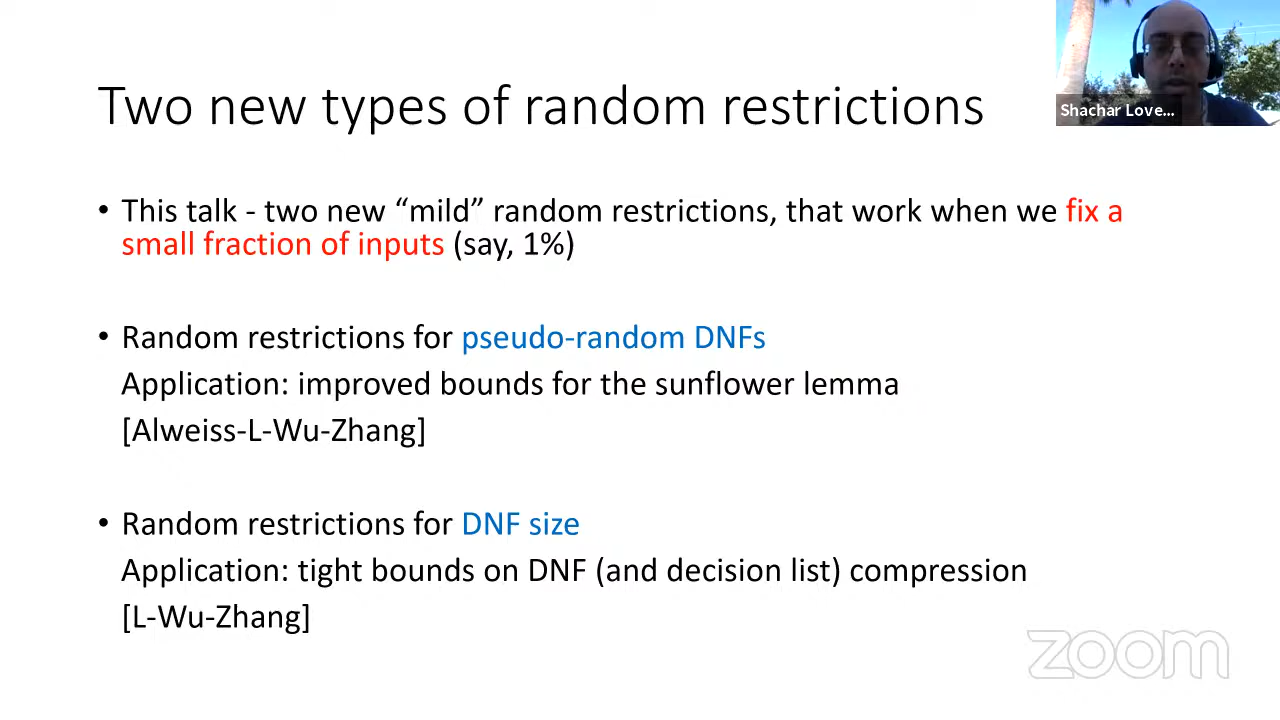 Two new types of random restrictions
Shachar Love...
• This talk - two new “mild” random restrictions, that work when we fix a
small fraction of inputs (say, 1%)
• Random restrictions for pseudo-random DNFs
Application: improved bounds for the sunflower lemma
[Alweiss-L-Wu-Zhang]
• Random restrictions for DNF size
Application: tight bounds on DNF (and decision list) compression
[L-Wu-Zhang]
zoom